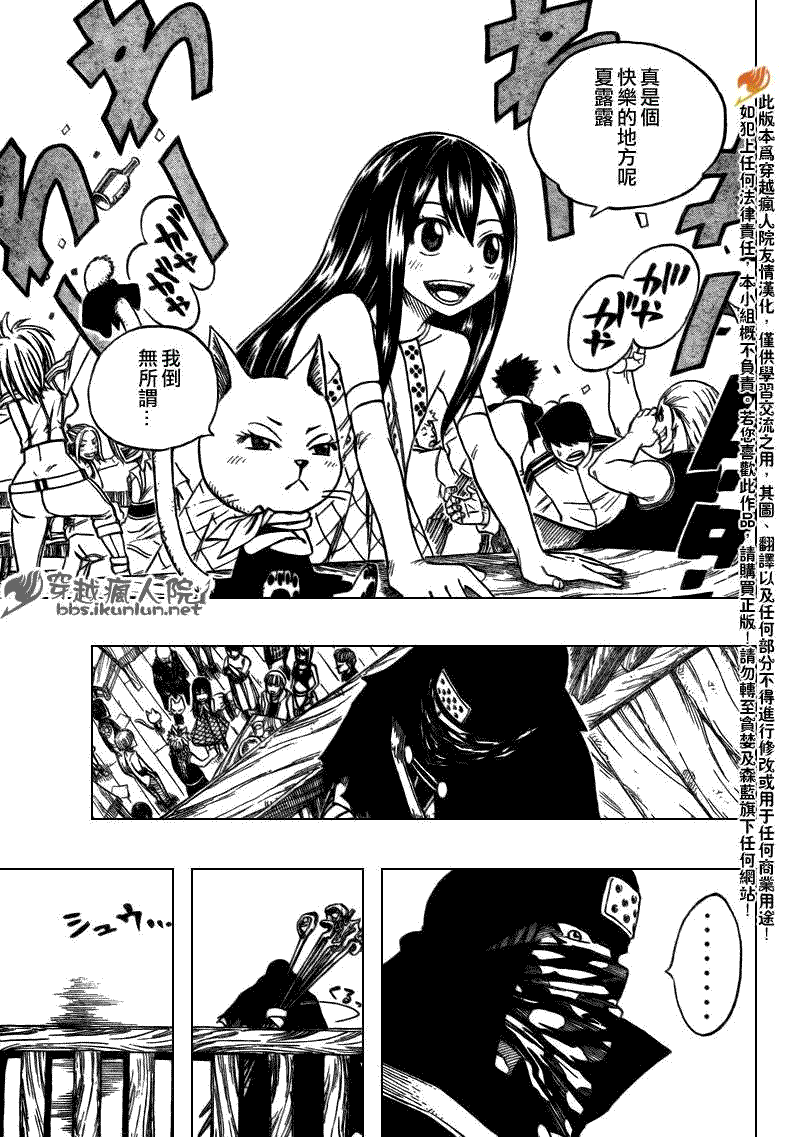 真是個
快樂的地方呢
夏露露
わい
わい
ガヤ
ガヤ
ガヤガヤ
我倒
無所謂…
穿越瘋人院
bbs.ikunlun.net
此版本爲穿越瘋人院友情漢化，僅供學習交流之用，其圖、翻譯以及任何部分不得進行修改或用于任何商業用途！
如犯上任何法律責任，本小組概不負責。若您喜歡此作品，請購買正版！請勿轉至貪婪及森藍旗下任何網站！
………
くるっ
シュウ…